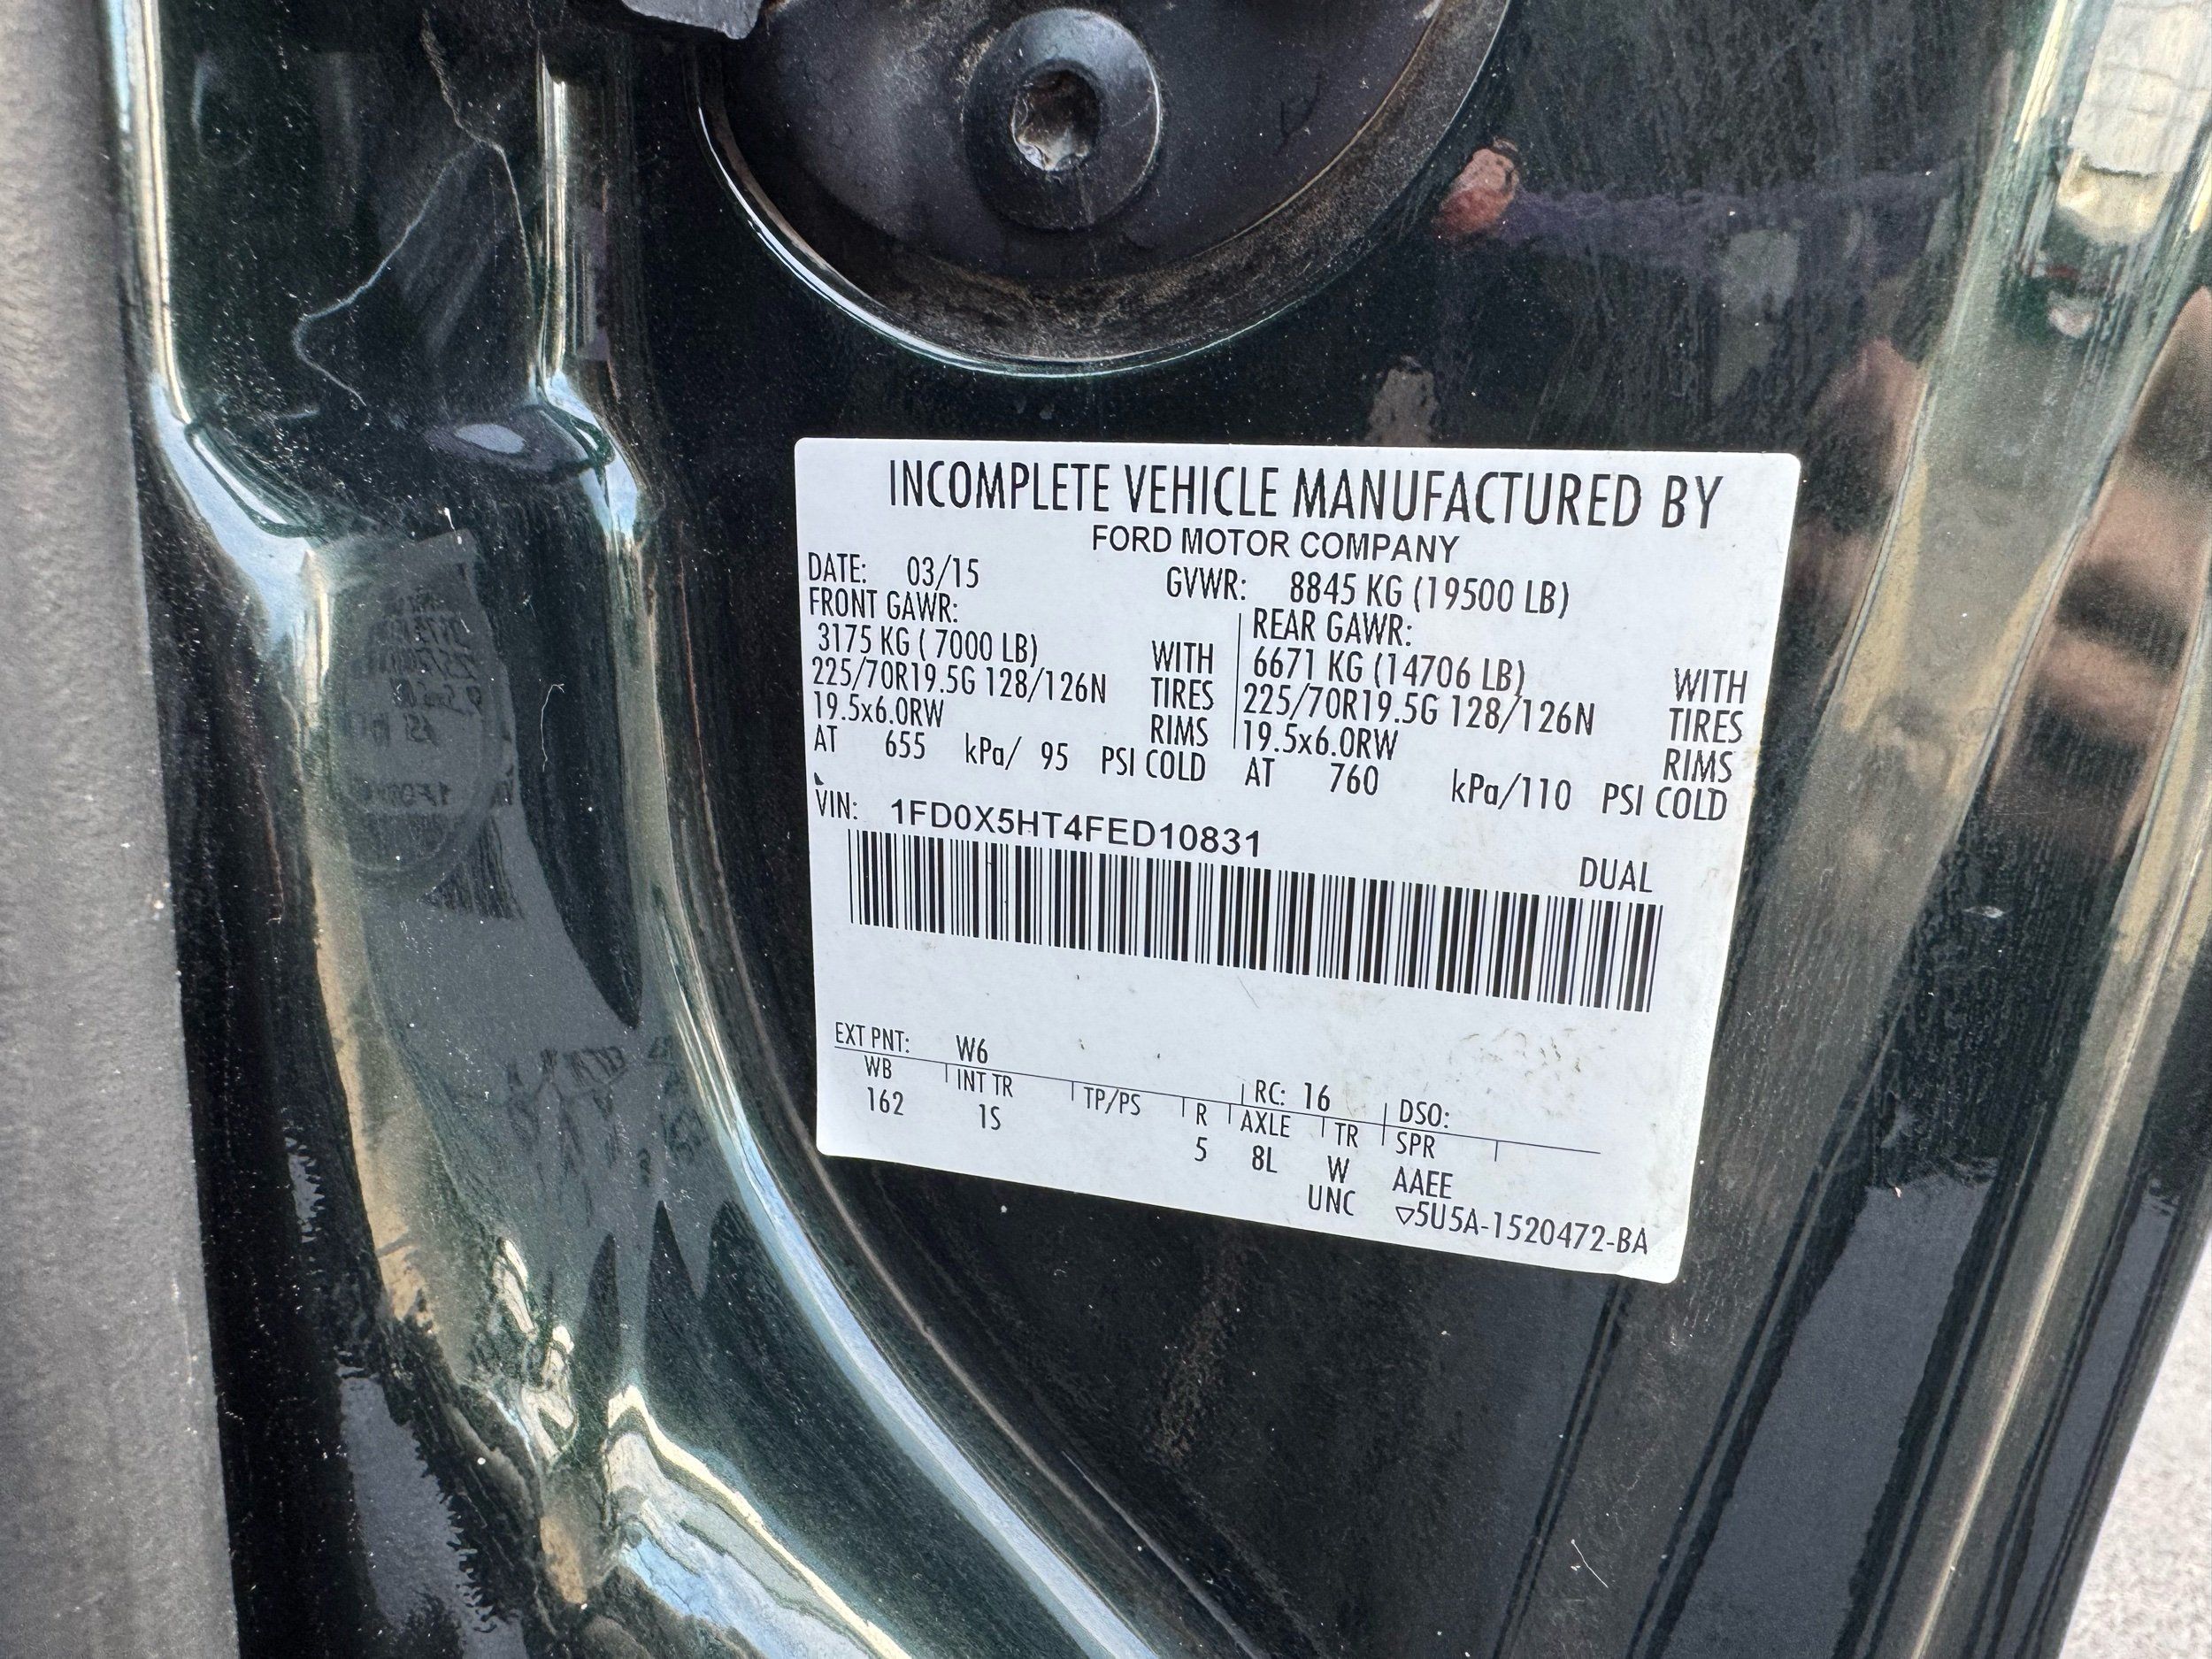 INCOMPLETE VEHICLE MANUFACTURED BY
FORD MOTOR COMPANY
DATE: 03/15 GVWR: 8845 KG (19500 LB)
FRONT GAWR: REAR GAWR:
3175 KG ( 7000 LB) WITH 6671 KG (14706 LB) WITH
225/70R19.5G 128/126N TIRES 225/70R19.5G 128/126N TIRES
19.5x6.0RW RIMS 19.5x6.0RW RIMS
AT 655 kPa/ 95 PSI COLD AT 760 kPa/110 PSI COLD
VIN: 1FD0X5HT4FED10831
DUAL
EXT PNT: W6 RC: 16 DSO:
WB INT TR TP/PS R AXLE TR SPR
162 1S 5 8L W AAEE
UNC ▽5U5A-1520472-BA